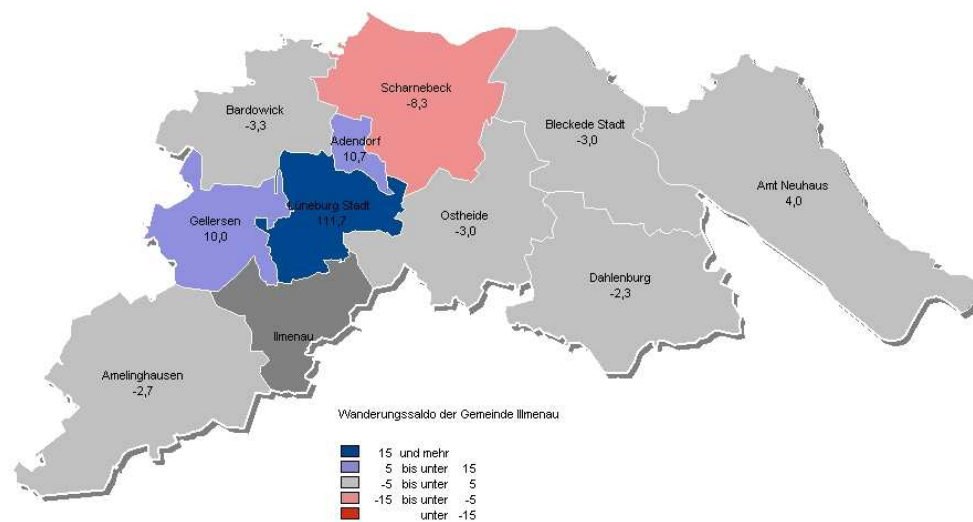 Scharnebeck
-8,3
Bardowick
-3,3
Adendorf
10,7
Bleckede Stadt
-3,0
Amt Neuhaus
4,0
Gellersen
10,0
Lüneburg Stadt
111,7
Ostheide
-3,0
Dahlenburg
-2,3
Ilmenau
Amelinghausen
-2,7
Wanderungssaldo der Gemeinde Illmenau
15 und mehr
5 bis unter 15
-5 bis unter 5
-15 bis unter -5
unter -15